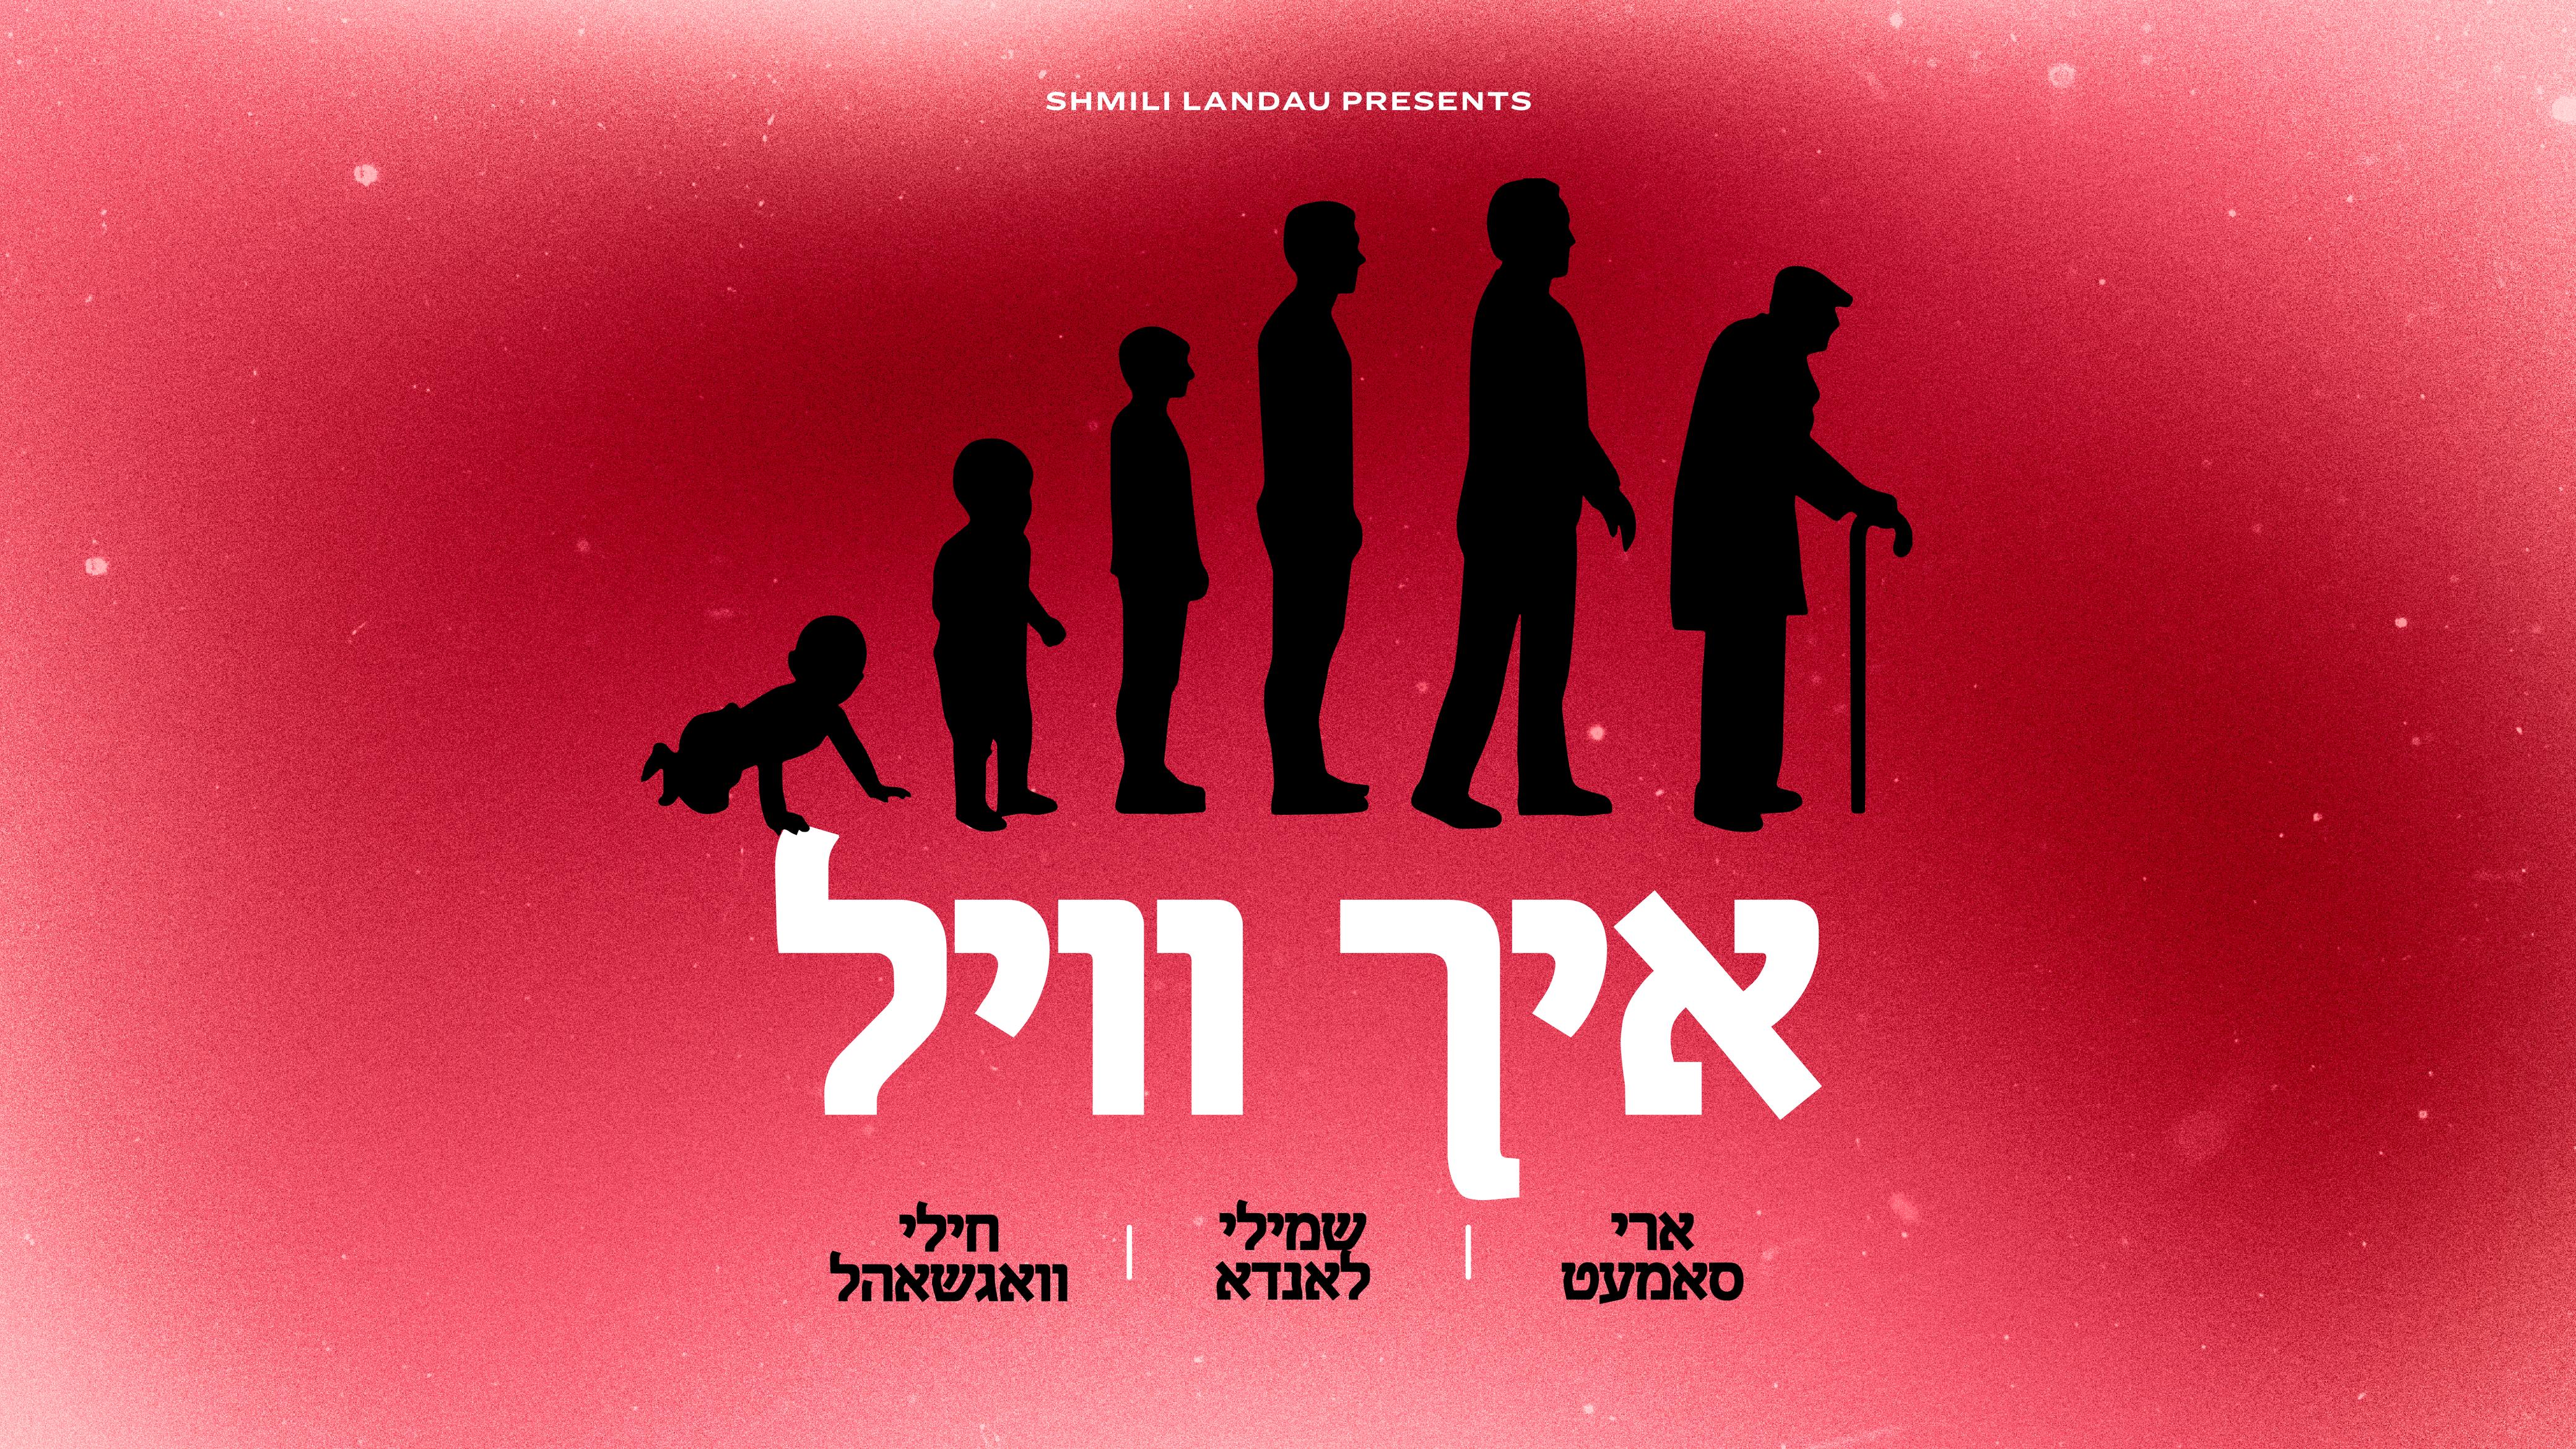 SHMILI LANDAU PRESENTS
איך וויל
ארי
סאמעט
שמילי
לאנדא
חילי
וואגשאהל